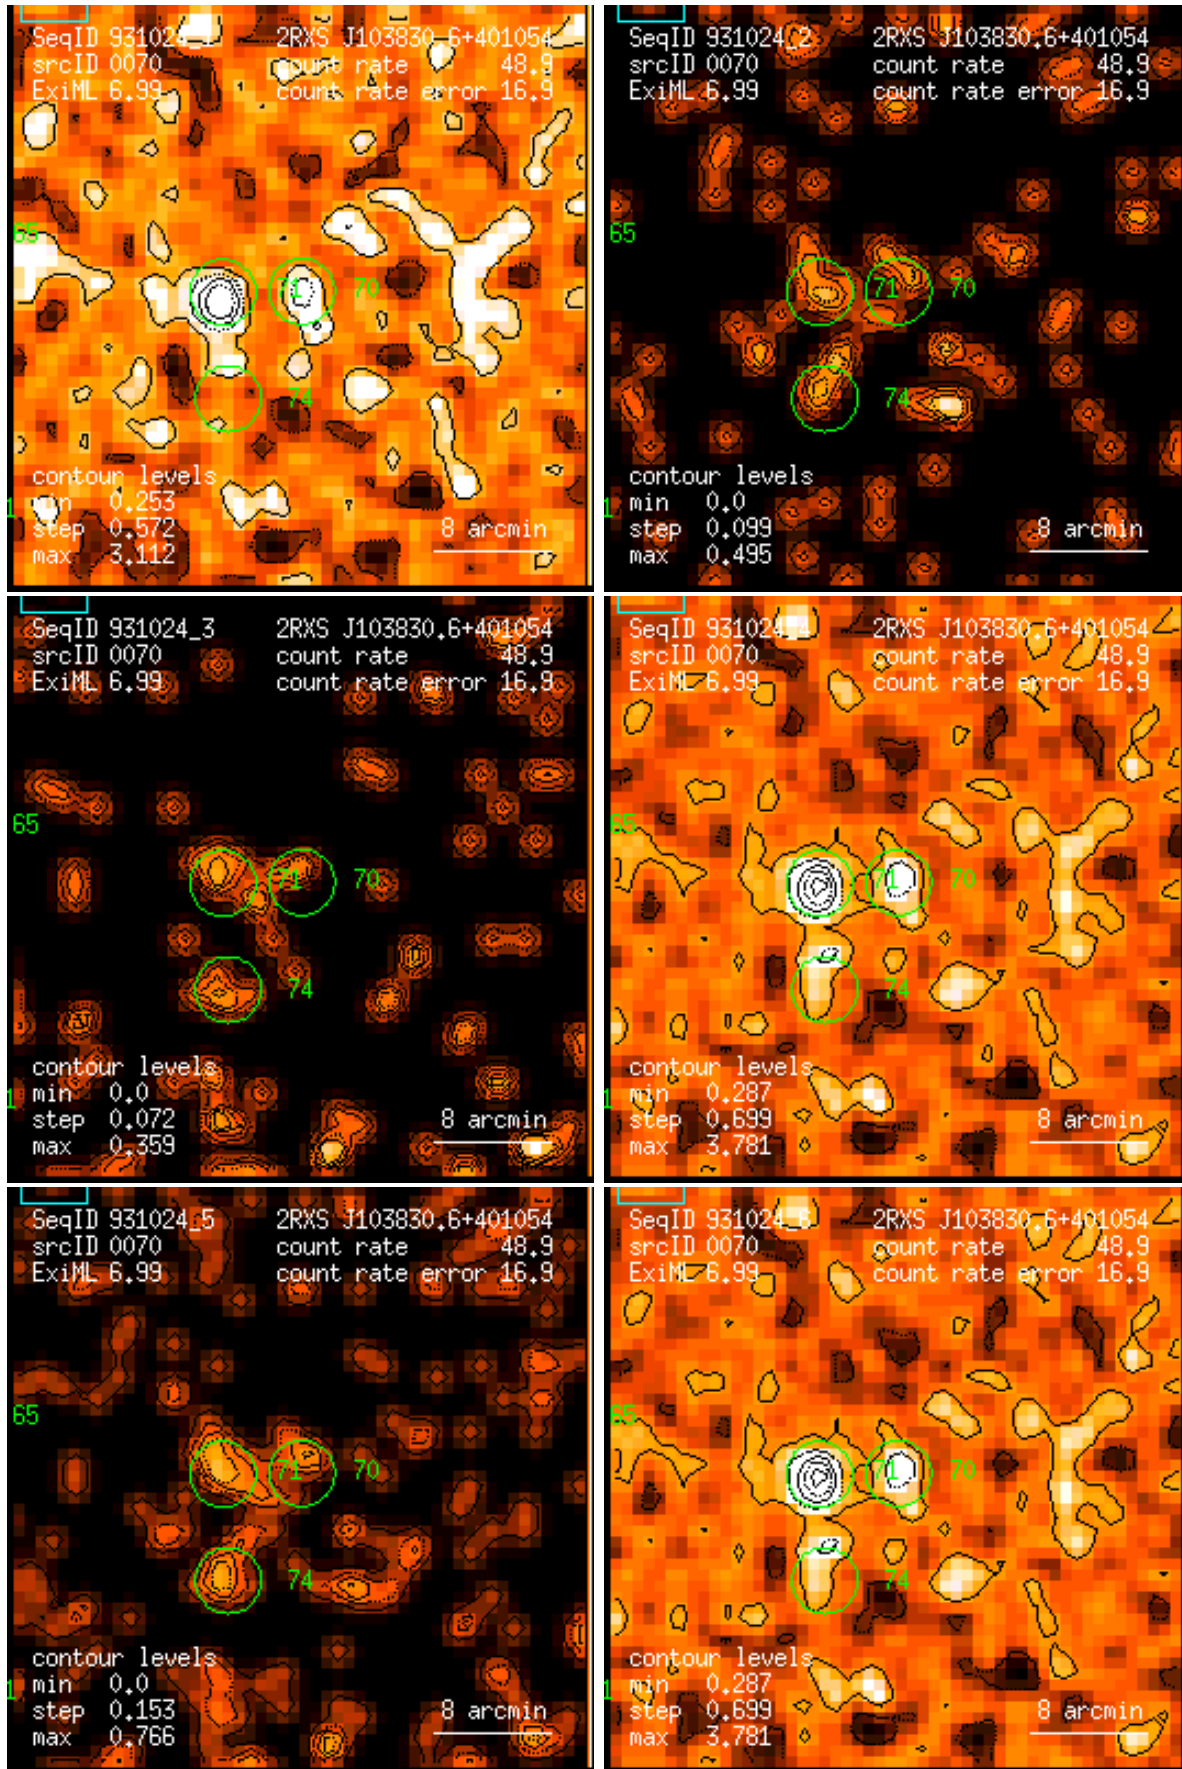 SeqID 931024_1 2RXS J103830.6+401054
srcID 0070 count rate 48.9
ExiML 6.99 count rate error 16.9
65
71 70
74
contour levels
1 min 0.253
step 0.572 8 arcmin
max 3.112
SeqID 931024_2 2RXS J103830.6+401054
srcID 0070 count rate 48.9
ExiML 6.99 count rate error 16.9
65
71 70
74
contour levels
1 min 0.0
step 0.099 8 arcmin
max 0.495
SeqID 931024_3 2RXS J103830.6+401054
srcID 0070 count rate 48.9
ExiML 6.99 count rate error 16.9
65
71 70
74
contour levels
1 min 0.0
step 0.072 8 arcmin
max 0.359
SeqID 931024_4 2RXS J103830.6+401054
srcID 0070 count rate 48.9
ExiML 6.99 count rate error 16.9
65
71 70
74
contour levels
1 min 0.287
step 0.699 8 arcmin
max 3.781
SeqID 931024_5 2RXS J103830.6+401054
srcID 0070 count rate 48.9
ExiML 6.99 count rate error 16.9
65
71 70
74
contour levels
1 min 0.0
step 0.153 8 arcmin
max 0.766
SeqID 931024_6 2RXS J103830.6+401054
srcID 0070 count rate 48.9
ExiML 6.99 count rate error 16.9
65
71 70
74
contour levels
1 min 0.287
step 0.699 8 arcmin
max 3.781